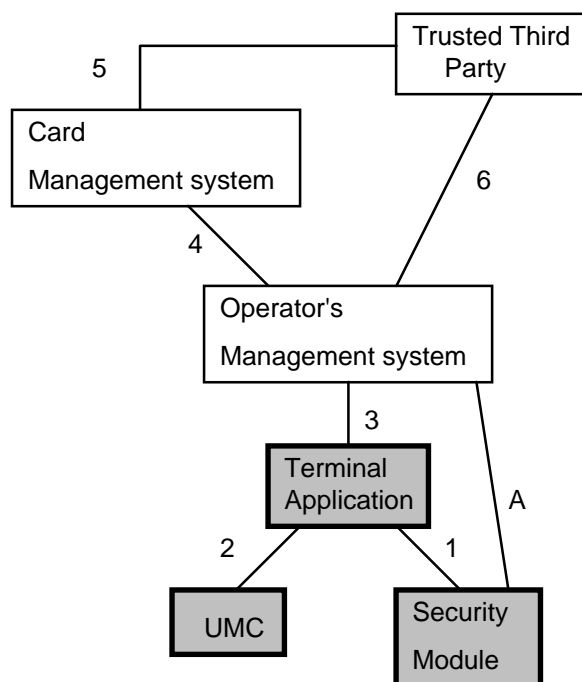 Trusted Third
Party
5
Card
Management system
6
4
Operator's
Management system
3
Terminal
Application
A
2
1
UMC
Security
Module